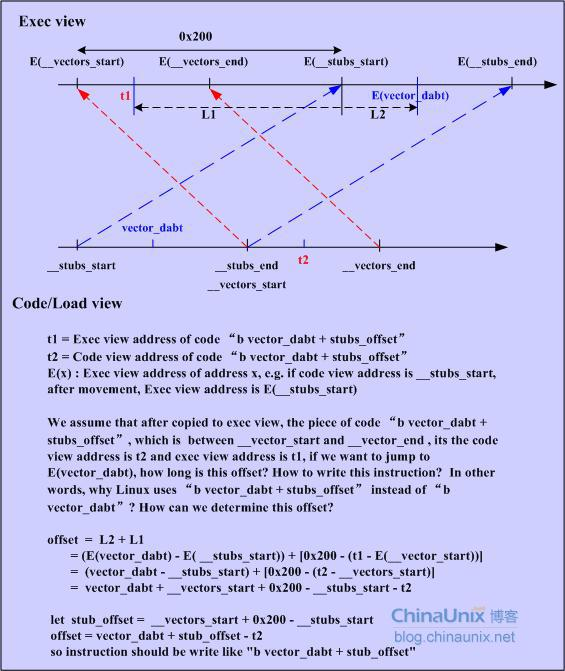 Exec view
0x200
E(__vectors_start) E(__vectors_end) E(__stubs_start) E(__stubs_end)
t1 E(vector_dabt)
L1 L2
vector_dabt
t2
__stubs_start __stubs_end __vectors_end
__vectors_start
Code/Load view
t1 = Exec view address of code “b vector_dabt + stubs_offset”
t2 = Code view address of code “b vector_dabt + stubs_offset”
E(x) : Exec view address of address x, e.g. if code view address is __stubs_start,
after movement, Exec view address is E(__stubs_start)
We assume that after copied to exec view, the piece of code “b vector_dabt +
stubs_offset”, which is between __vector_start and __vector_end , its the code
view address is t2 and exec view address is t1, if we want to jump to
E(vector_dabt), how long is this offset? How to write this instruction? In other
words, why Linux uses “b vector_dabt + stubs_offset” instead of “b
vector_dabt”? How can we determine this offset?
offset = L2 + L1
= (E(vector_dabt) - E( __stubs_start)) + [0x200 - (t1 - E(__vector_start))]
= (vector_dabt - __stubs_start) + [0x200 - (t2 - __vectors_start)]
= vector_dabt + __vectors_start + 0x200 - __stubs_start - t2
let stub_offset = __vectors_start + 0x200 - __stubs_start
offset = vector_dabt + stub_offset - t2
so instruction should be write like "b vector_dabt + stub_offset"
ChinaUnix 博客
blog.chinaunix.net